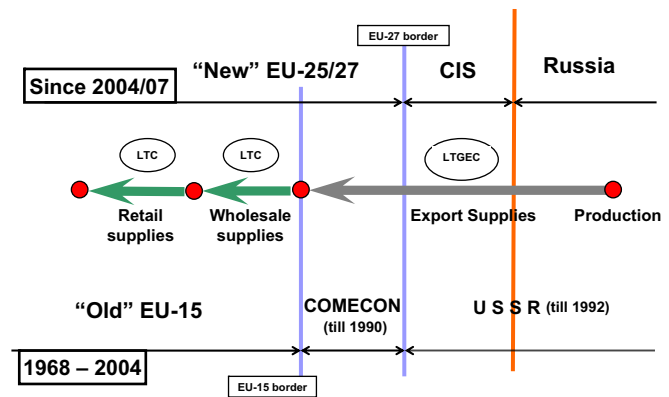 EU-27 border
“New” EU-25/27
CIS
Russia
Since 2004/07
LTC
LTC
LTGEC
Retail
supplies
Wholesale
supplies
Export Supplies
Production
“Old” EU-15
COMECON
(till 1990)
U S S R (till 1992)
1968 – 2004
EU-15 border